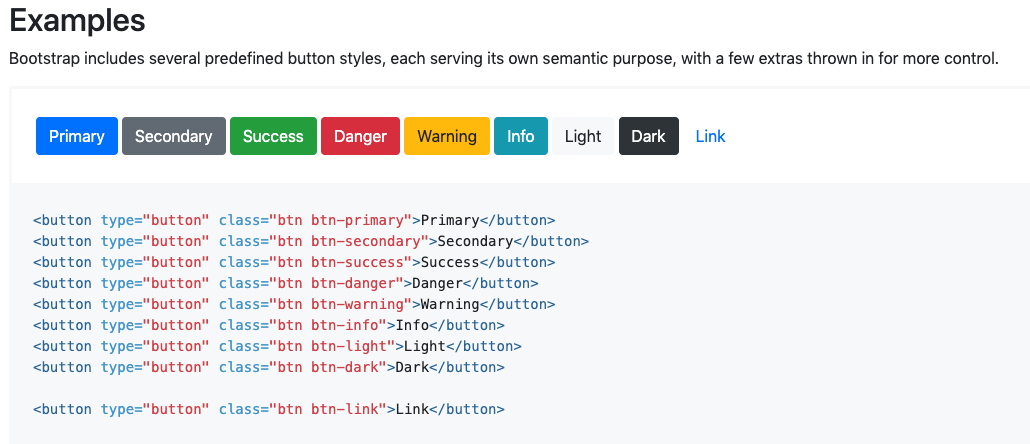 Examples
Bootstrap includes several predefined button styles, each serving its own semantic purpose, with a few extras thrown in for more control.
Primary Secondary Success Danger Warning Info Light Dark Link
<button type="button" class="btn btn-primary">Primary</button>
<button type="button" class="btn btn-secondary">Secondary</button>
<button type="button" class="btn btn-success">Success</button>
<button type="button" class="btn btn-danger">Danger</button>
<button type="button" class="btn btn-warning">Warning</button>
<button type="button" class="btn btn-info">Info</button>
<button type="button" class="btn btn-light">Light</button>
<button type="button" class="btn btn-dark">Dark</button>
<button type="button" class="btn btn-link">Link</button>